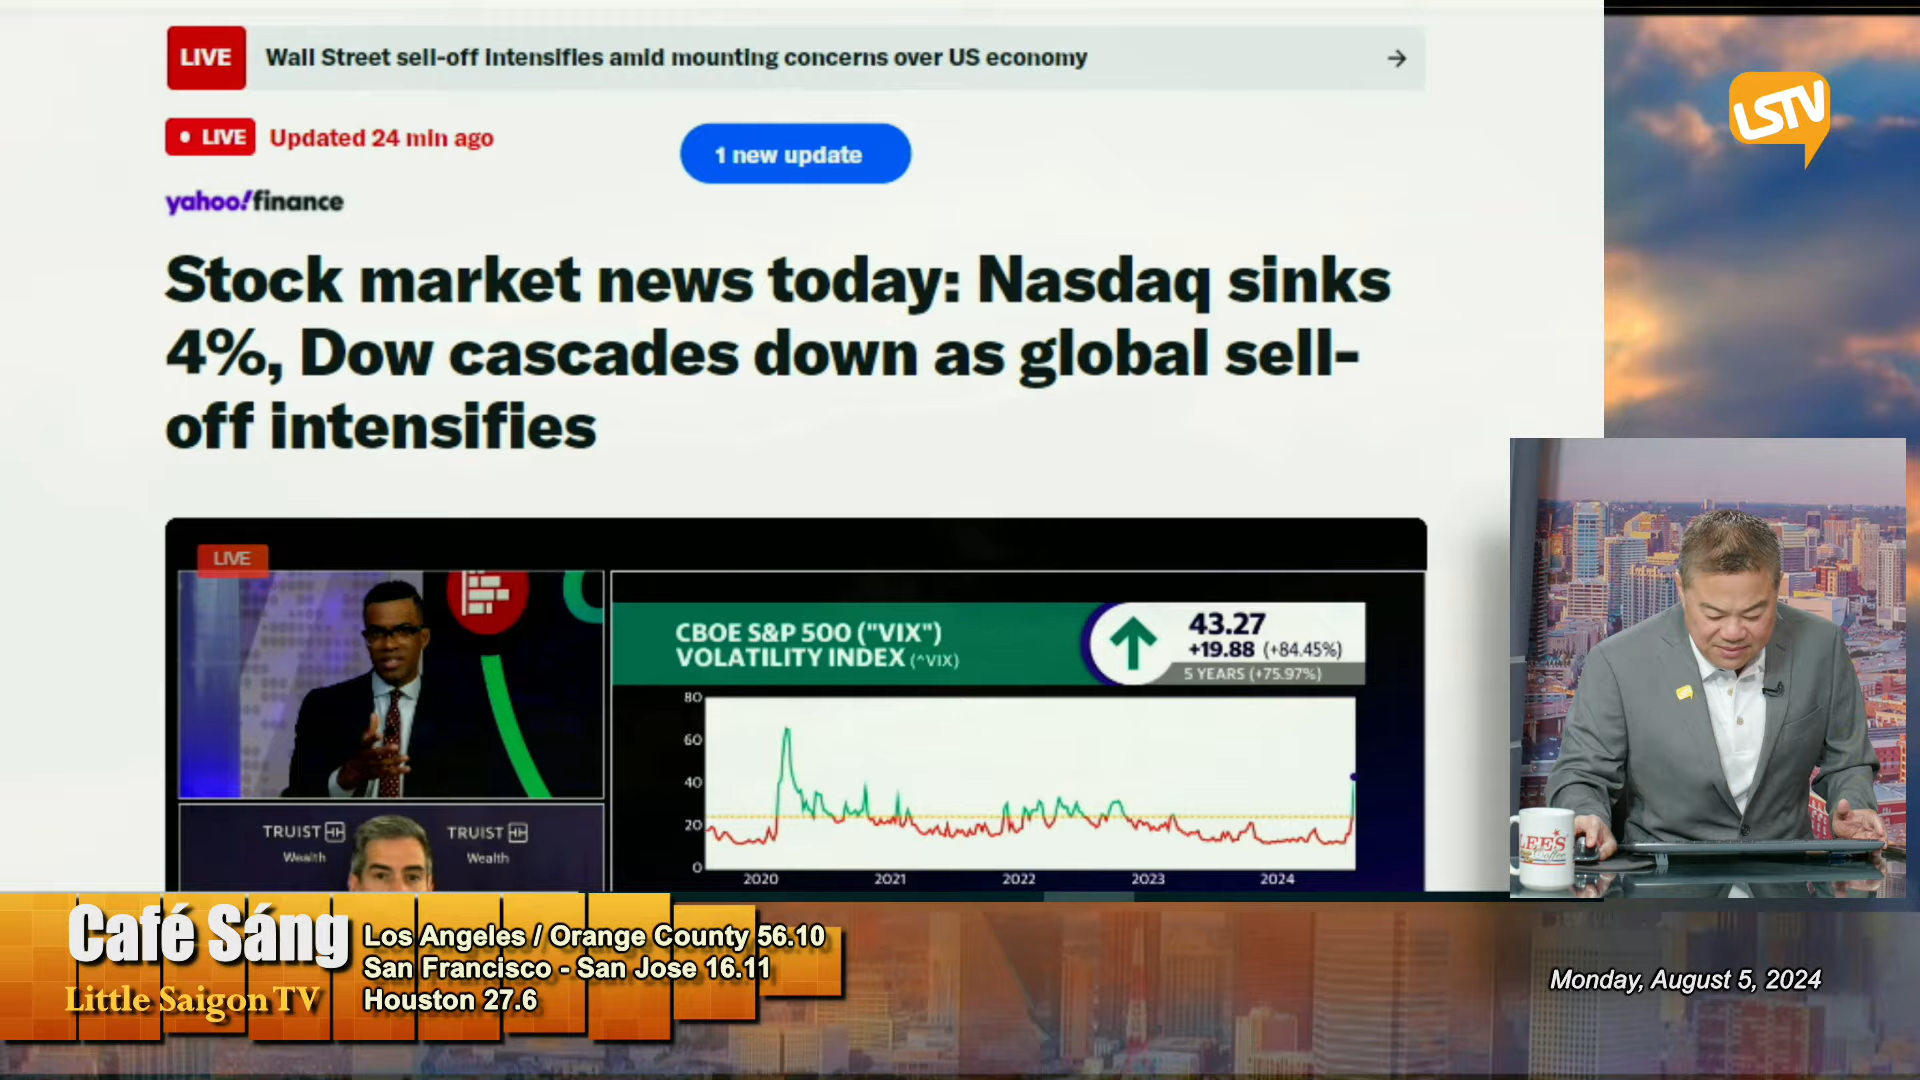 LIVE Wall Street sell-off intensifies amid mounting concerns over US economy →
LSTV
• LIVE Updated 24 min ago
1 new update
yahoo!finance
Stock market news today: Nasdaq sinks
4%, Dow cascades down as global sell-
off intensifies
LIVE
CBOE S&P 500 ("VIX")
VOLATILITY INDEX (^VIX)
43.27
+19.88 (+84.45%)
5 YEARS (+75.97%)
80
60
40
20
0
2020 2021 2022 2023 2024
TRUIST
Wealth
TRUIST
Wealth
LEE'S
Coffee
Café Sáng
Little Saigon TV
Los Angeles / Orange County 56.10
San Francisco - San Jose 16.11
Houston 27.6
Monday, August 5, 2024